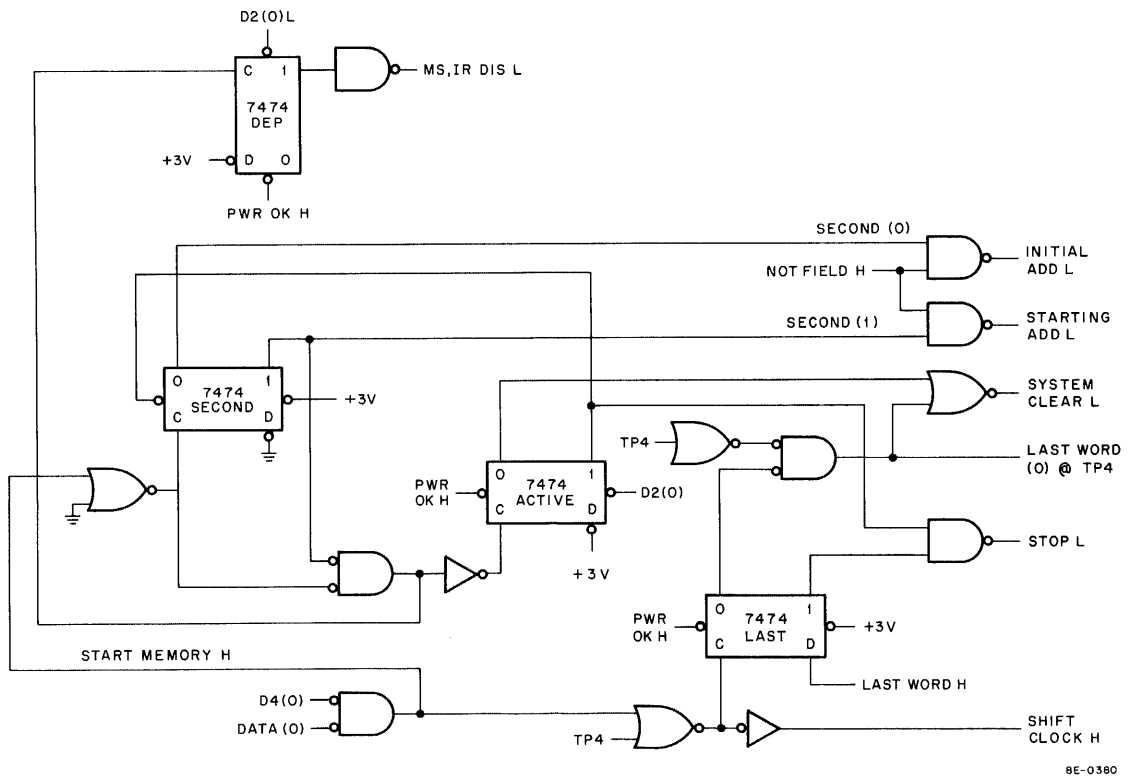 D2(0)L
C 1
7474
DEP
MS,IR DIS L
+3V
D 0
PWR OK H
SECOND (0)
NOT FIELD H
INITIAL
ADD L
SECOND (1)
STARTING
ADD L
0 1
7474
SECOND
C D
+3V
SYSTEM
CLEAR L
TP4
LAST WORD
(0) @ TP4
PWR
OK H
0 1
7474
ACTIVE
C D
D2(0)
+3V
STOP L
PWR
OK H
0 1
7474
LAST
C D
+3V
START MEMORY H
LAST WORD H
D4(0)
DATA(0)
TP4
SHIFT
CLOCK H
8E-0380